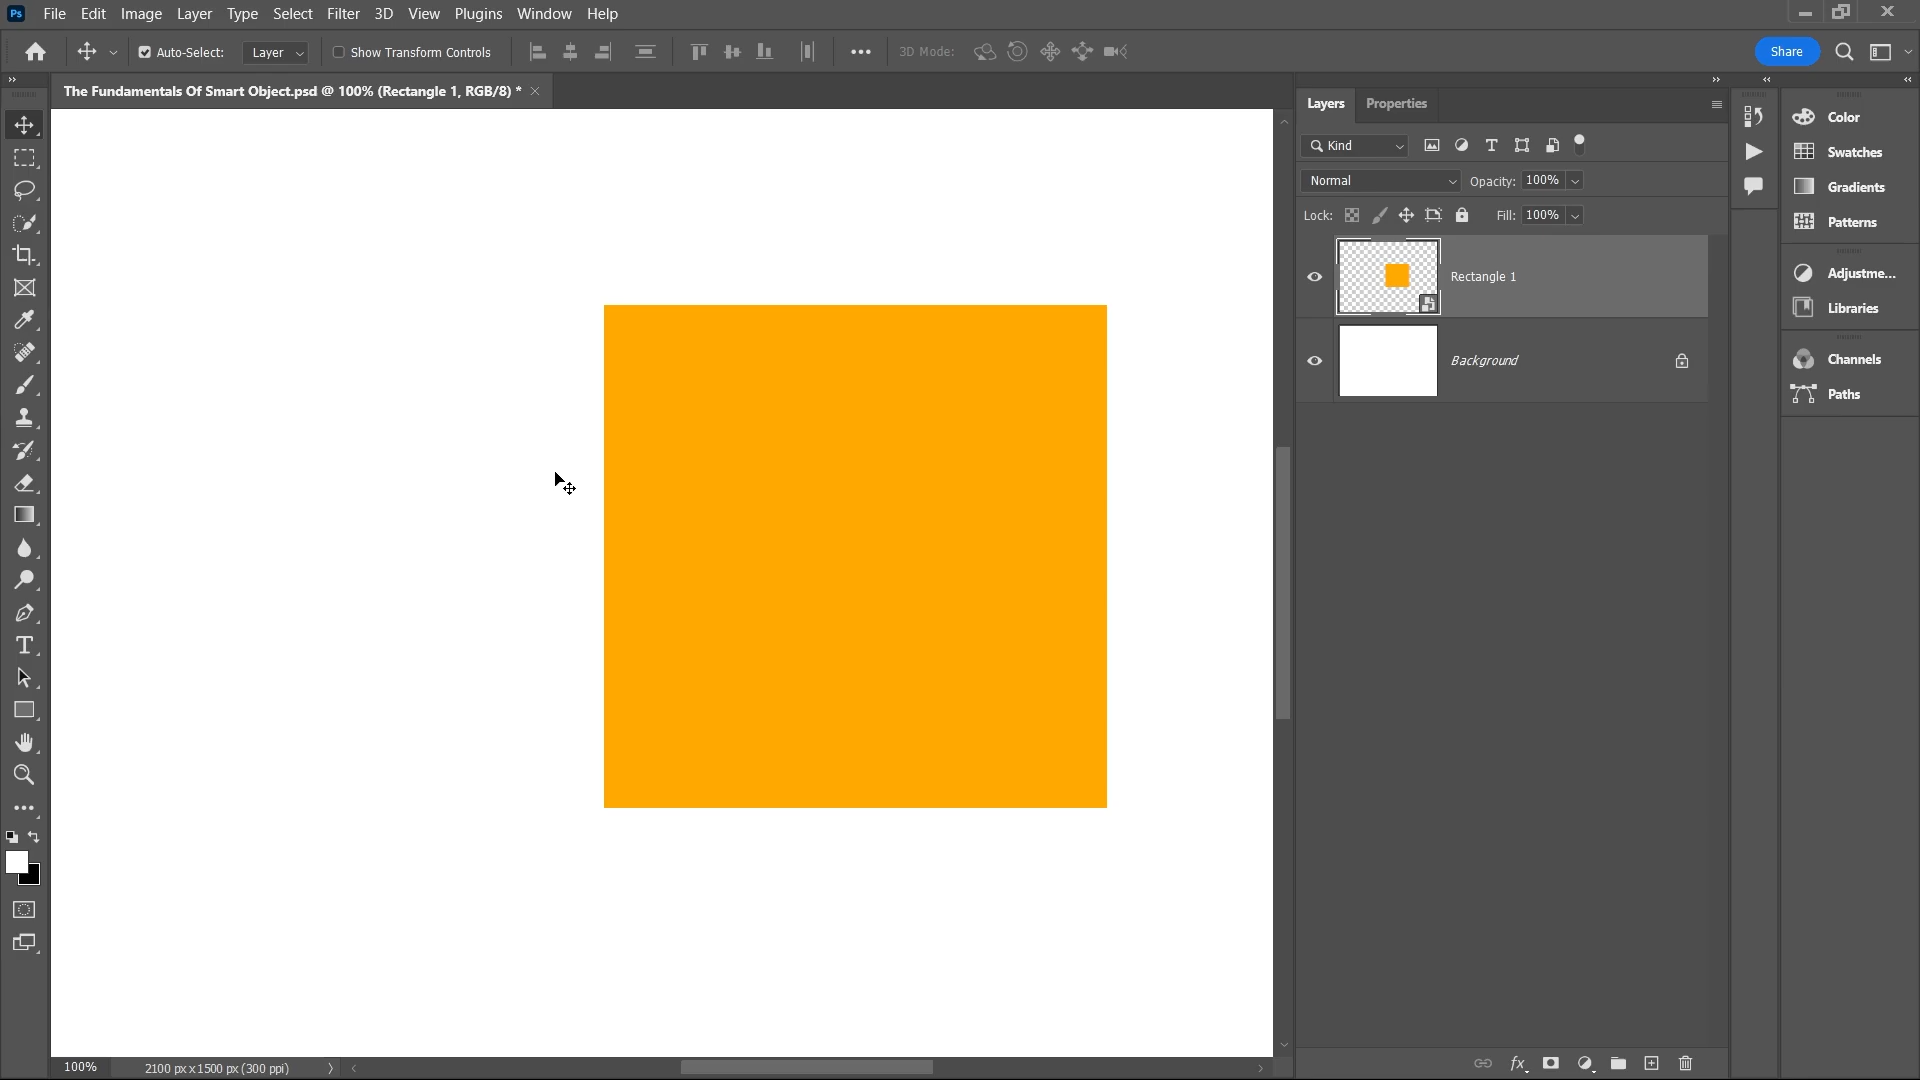 Ps File Edit Image Layer Type Select Filter 3D View Plugins Window Help
Auto-Select: Layer Show Transform Controls 3D Mode: Share
The Fundamentals Of Smart Object.psd @ 100% (Rectangle 1, RGB/8) *
Layers Properties
Kind
Normal Opacity: 100%
Lock: Fill: 100%
Rectangle 1
Background
Color
Swatches
Gradients
Patterns
Adjustme...
Libraries
Channels
Paths
100% 2100 px x 1500 px (300 ppi)
fx